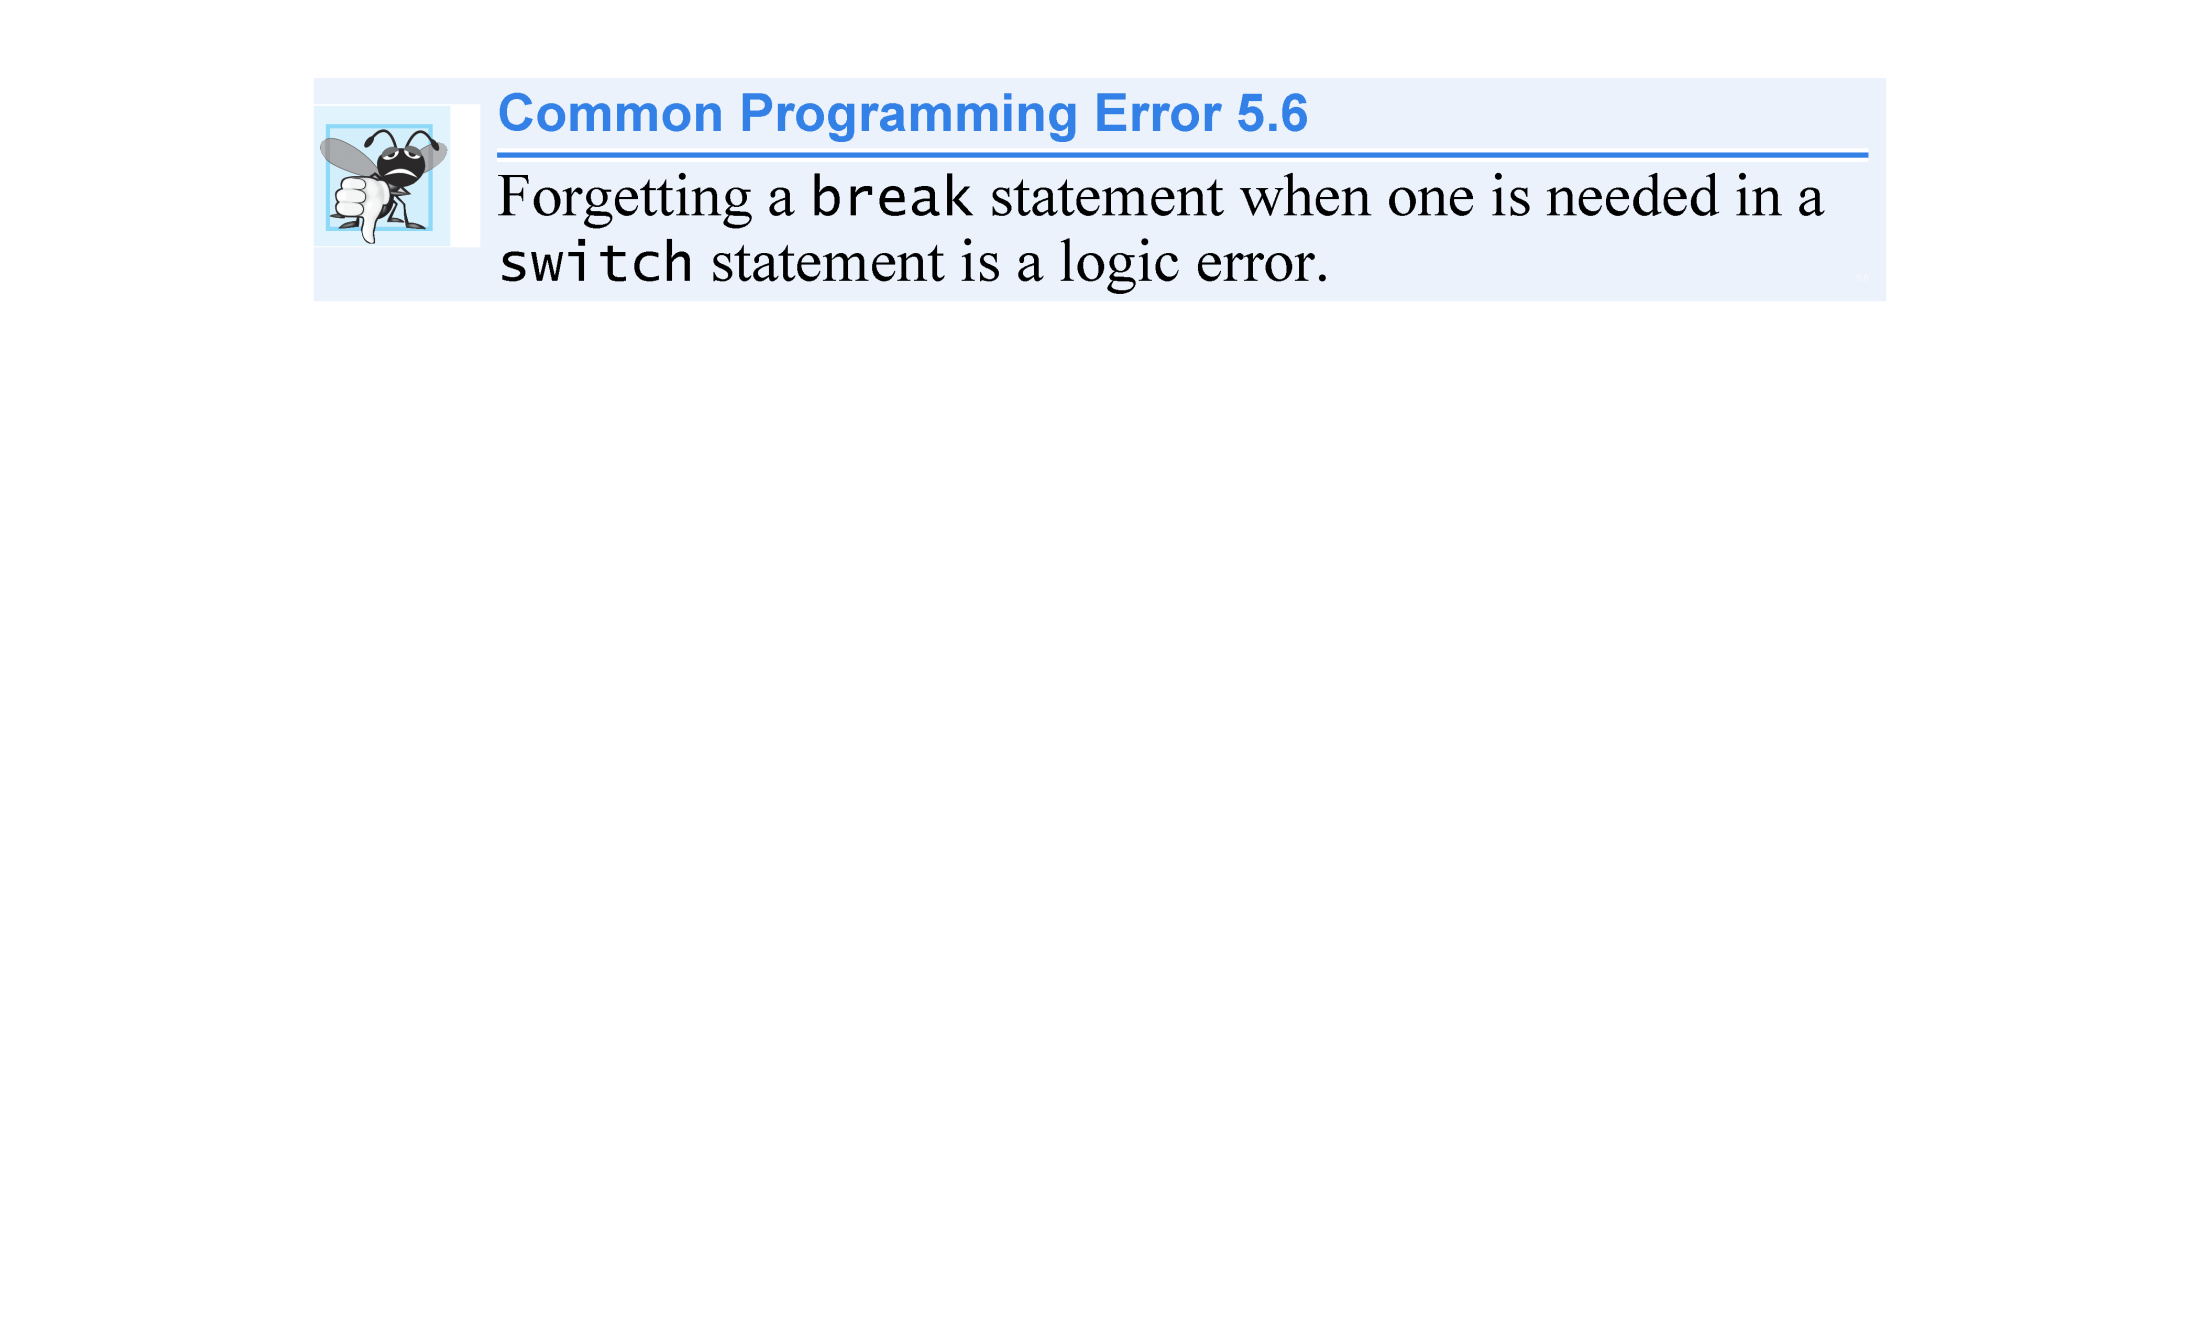 Common Programming Error 5.6
Forgetting a break statement when one is needed in a
switch statement is a logic error.